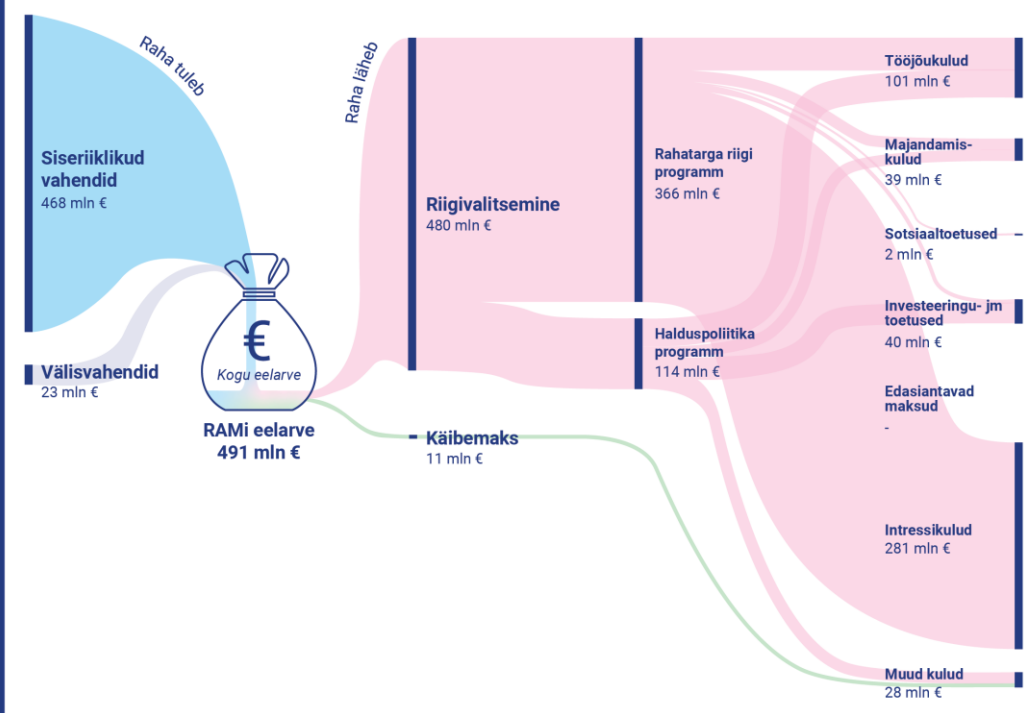 Raha tuleb
Siseriiklikud
vahendid
468 mln €
Välisvahendid
23 mln €
€
Kogu eelarve
RAMi eelarve
491 mln €
Raha läheb
Riigivalitsemine
480 mln €
Käibemaks
11 mln €
Rahatarga riigi
programm
366 mln €
Halduspoliitika
programm
114 mln €
Tööjõukulud
101 mln €
Majandamis-
kulud
39 mln €
Sotsiaaltoetused
2 mln €
Investeeringu- jm
toetused
40 mln €
Edasiantavad
maksud
-
Intressikulud
281 mln €
Muud kulud
28 mln €